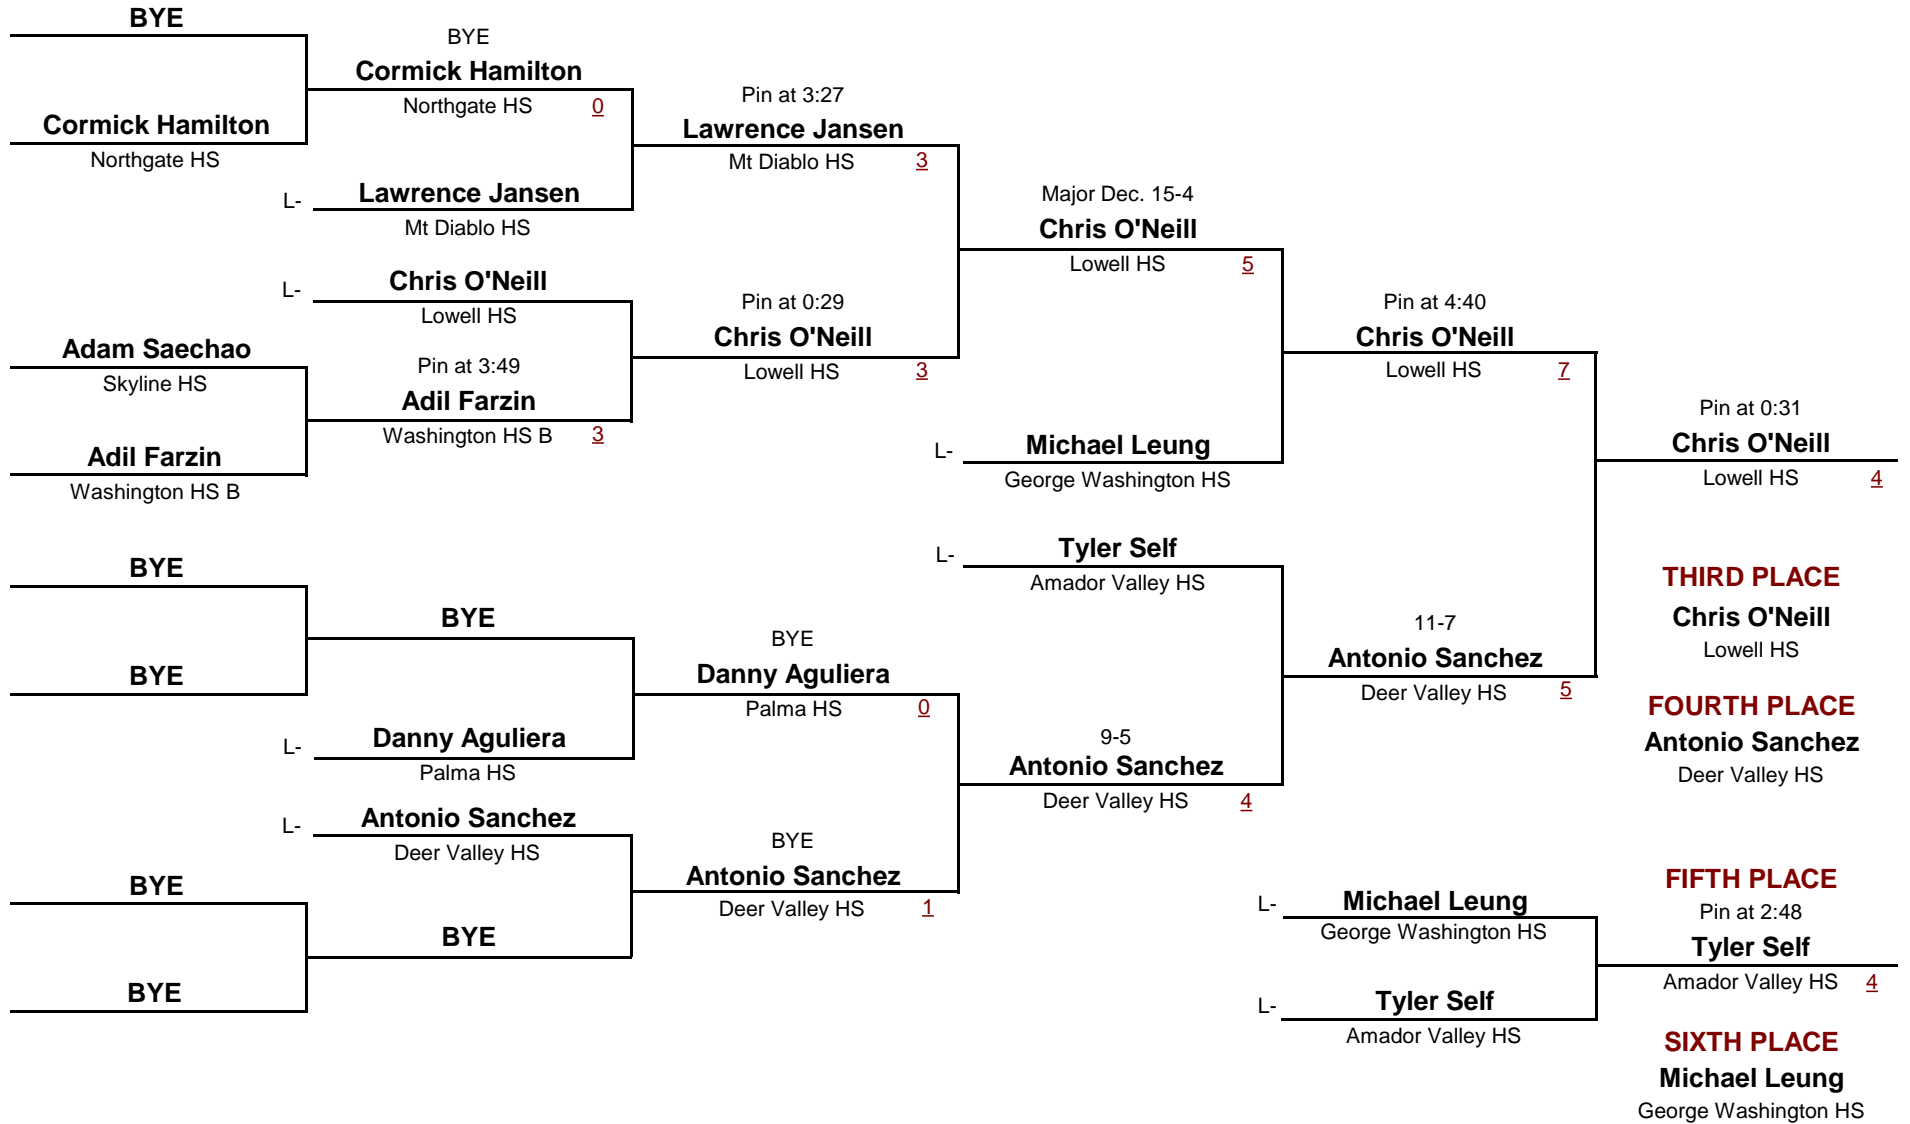 BYE
Cormick Hamilton
Northgate HS
Adam Saechao
Skyline HS
Adil Farzin
Washington HS B
BYE
BYE
BYE
BYE
BYE
Cormick Hamilton
Northgate HS 0
L- Lawrence Jansen
Mt Diablo HS
L- Chris O'Neill
Lowell HS
Pin at 3:49
Adil Farzin
Washington HS B 3
BYE
L- Danny Aguliera
Palma HS
L- Antonio Sanchez
Deer Valley HS
BYE
Pin at 3:27
Lawrence Jansen
Mt Diablo HS 3
Pin at 0:29
Chris O'Neill
Lowell HS 3
BYE
Danny Aguliera
Palma HS 0
BYE
Antonio Sanchez
Deer Valley HS 1
Major Dec. 15-4
Chris O'Neill
Lowell HS 5
L- Michael Leung
George Washington HS
L- Tyler Self
Amador Valley HS
9-5
Antonio Sanchez
Deer Valley HS 4
Pin at 4:40
Chris O'Neill
Lowell HS 7
11-7
Antonio Sanchez
Deer Valley HS 5
L- Michael Leung
George Washington HS
L- Tyler Self
Amador Valley HS
Pin at 0:31
Chris O'Neill
Lowell HS 4
THIRD PLACE
Chris O'Neill
Lowell HS
FOURTH PLACE
Antonio Sanchez
Deer Valley HS
FIFTH PLACE
Pin at 2:48
Tyler Self
Amador Valley HS 4
SIXTH PLACE
Michael Leung
George Washington HS